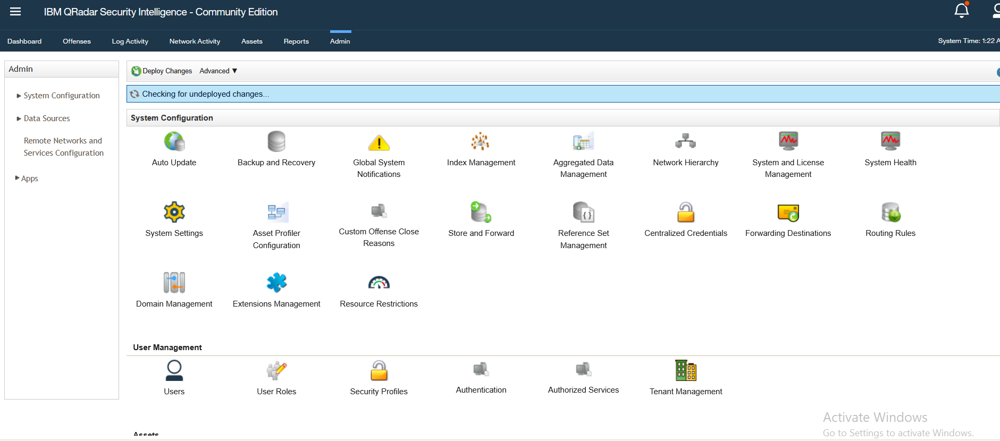 IBM QRadar Security Intelligence - Community Edition
Dashboard Offenses Log Activity Network Activity Assets Reports Admin System Time: 1:22 A
Admin
System Configuration
Data Sources
Remote Networks and
Services Configuration
Apps
Deploy Changes Advanced ▼
Checking for undeployed changes...
System Configuration
Auto Update
Backup and Recovery
Global System
Notifications
Index Management
Aggregated Data
Management
Network Hierarchy
System and License
Management
System Health
System Settings
Asset Profiler
Configuration
Custom Offense Close
Reasons
Store and Forward
Reference Set
Management
Centralized Credentials
Forwarding Destinations
Routing Rules
Domain Management
Extensions Management
Resource Restrictions
User Management
Users
User Roles
Security Profiles
Authentication
Authorized Services
Tenant Management
Assets
Activate Windows
Go to Settings to activate Windows.